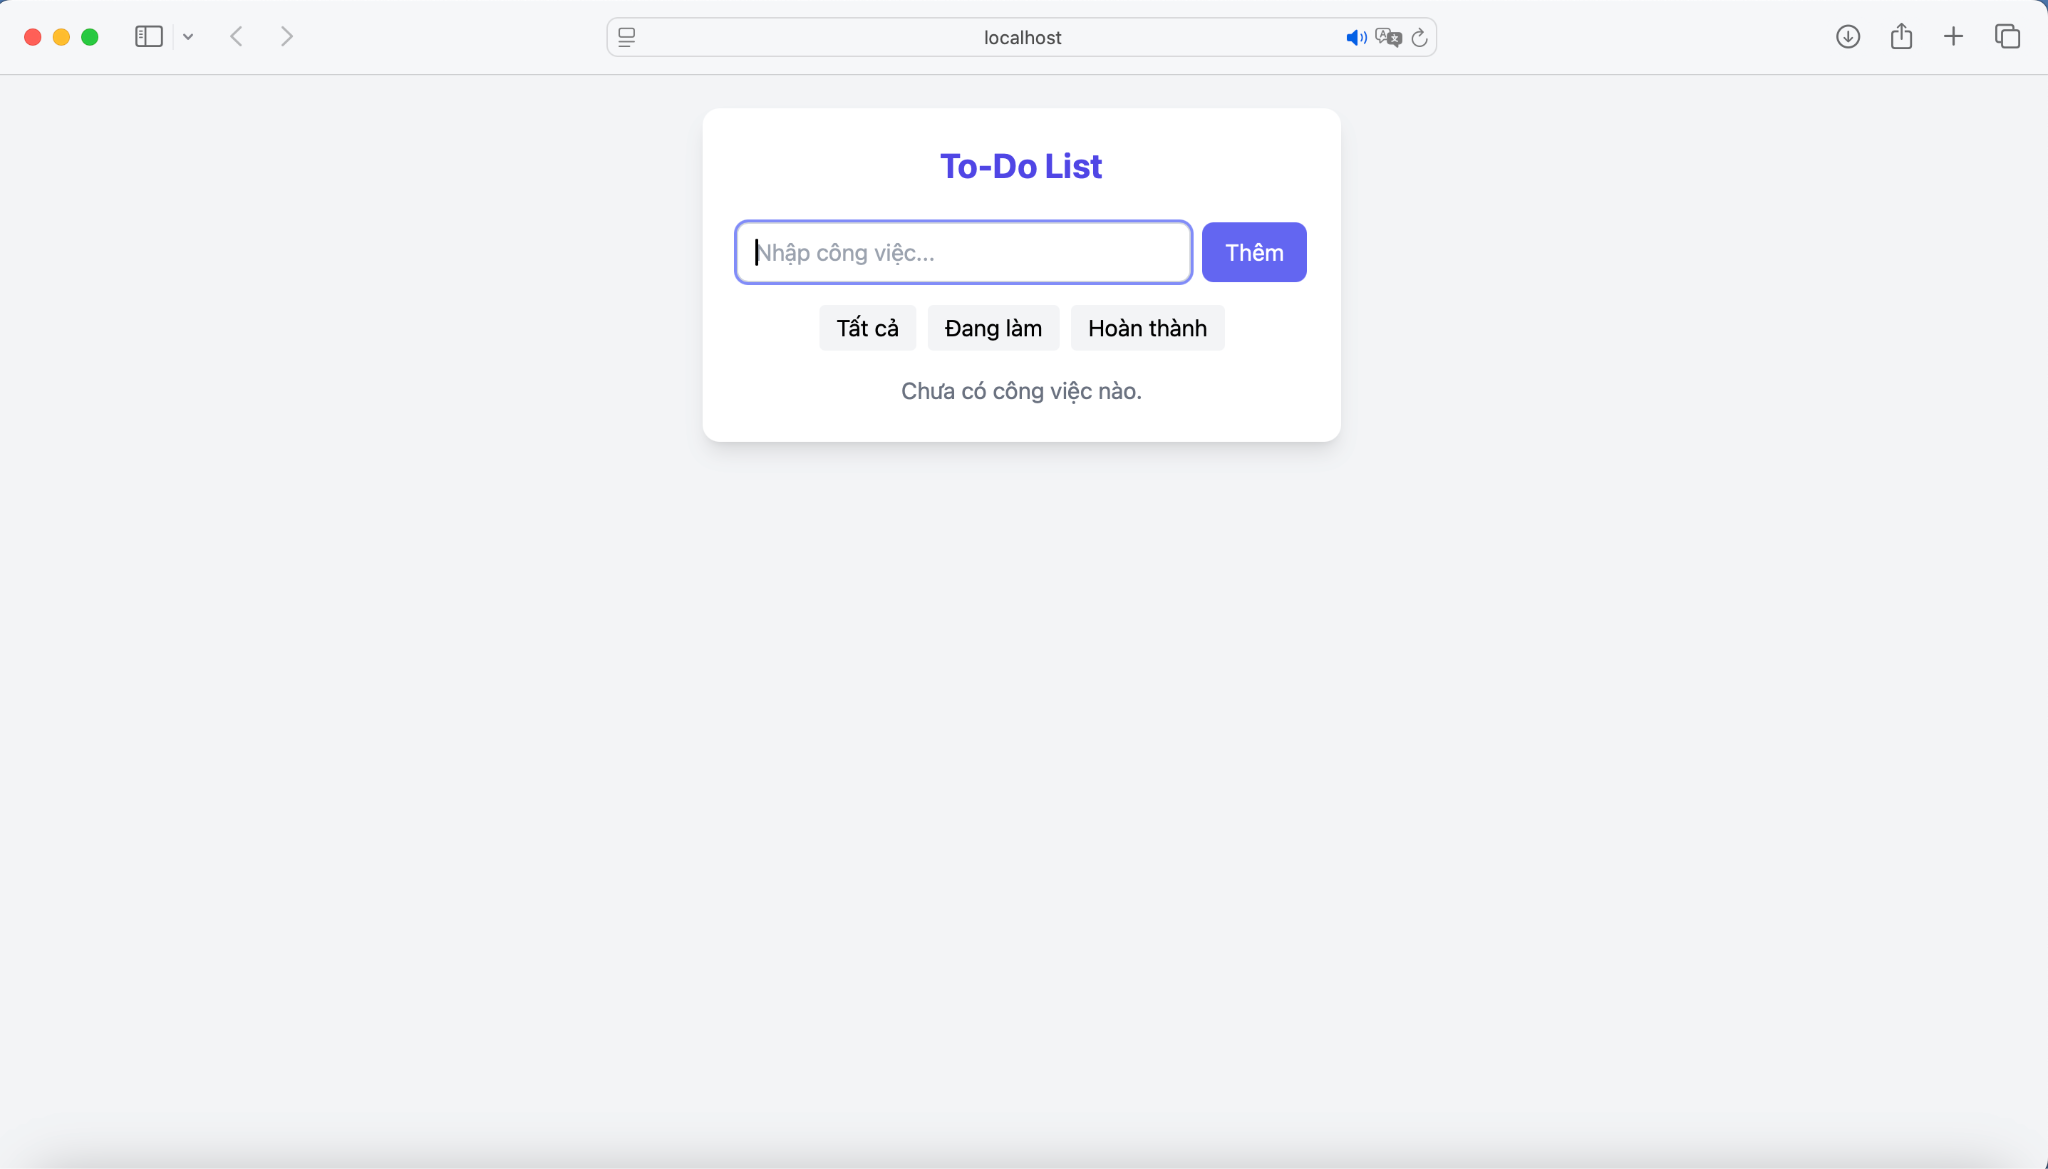 localhost
To-Do List
Nhập công việc...
Thêm
Tất cả
Đang làm
Hoàn thành
Chưa có công việc nào.